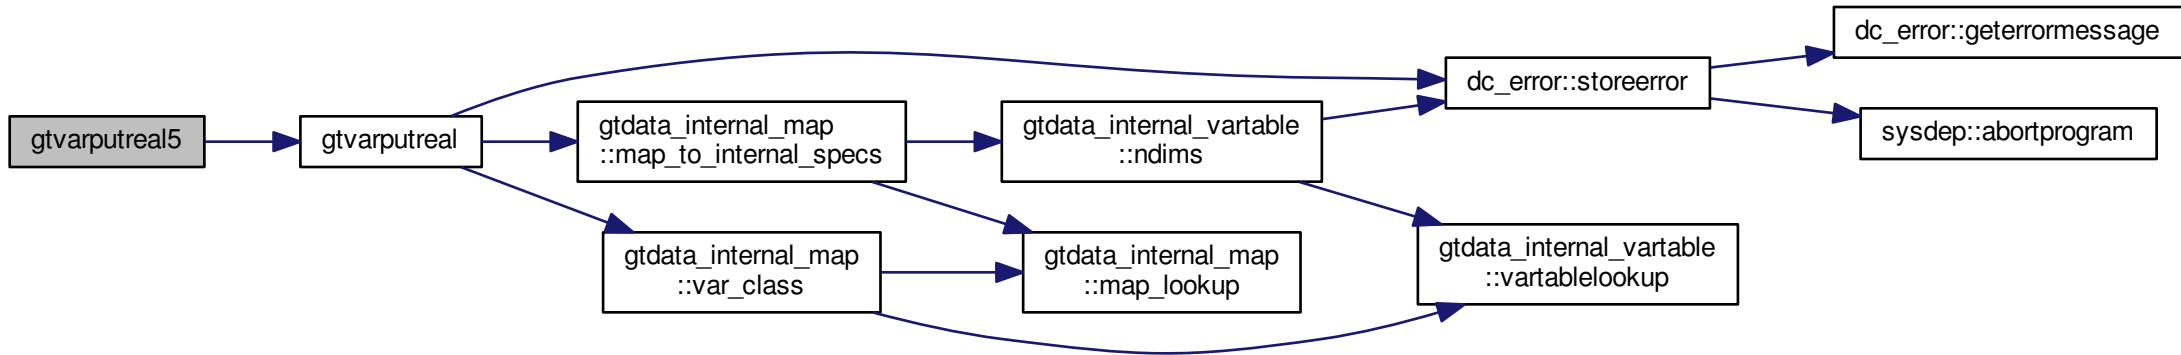 gtvarputreal5
gtvarputreal
gtdata_internal_map
::map_to_internal_specs
gtdata_internal_map
::var_class
gtdata_internal_vartable
::ndims
gtdata_internal_map
::map_lookup
dc_error::storeerror
gtdata_internal_vartable
::vartablelookup
dc_error::geterrormessage
sysdep::abortprogram